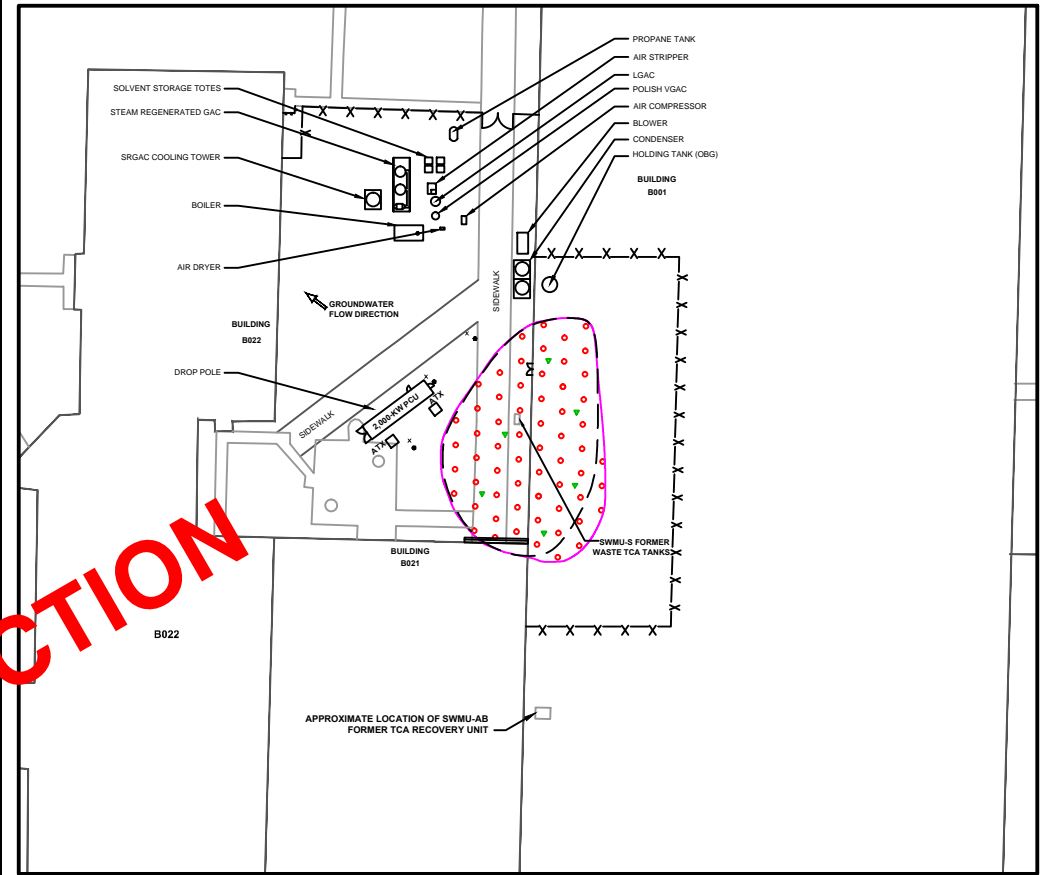 PROPANE TANK
AIR STRIPPER
LGAC
POLISH VGAC
AIR COMPRESSOR
BLOWER
CONDENSER
HOLDING TANK (OBG)
BUILDING
B001
SOLVENT STORAGE TOTES
STEAM REGENERATED GAC
SRGAC COOLING TOWER
BOILER
AIR DRYER
GROUNDWATER
FLOW DIRECTION
SIDEWALK
BUILDING
B022
DROP POLE
2,000-KW PCU
ATX
ATX
SIDEWALK
SWMU-S FORMER
WASTE TCA TANKS
BUILDING
B021
CTION
B022
APPROXIMATE LOCATION OF SWMU-AB
FORMER TCA RECOVERY UNIT